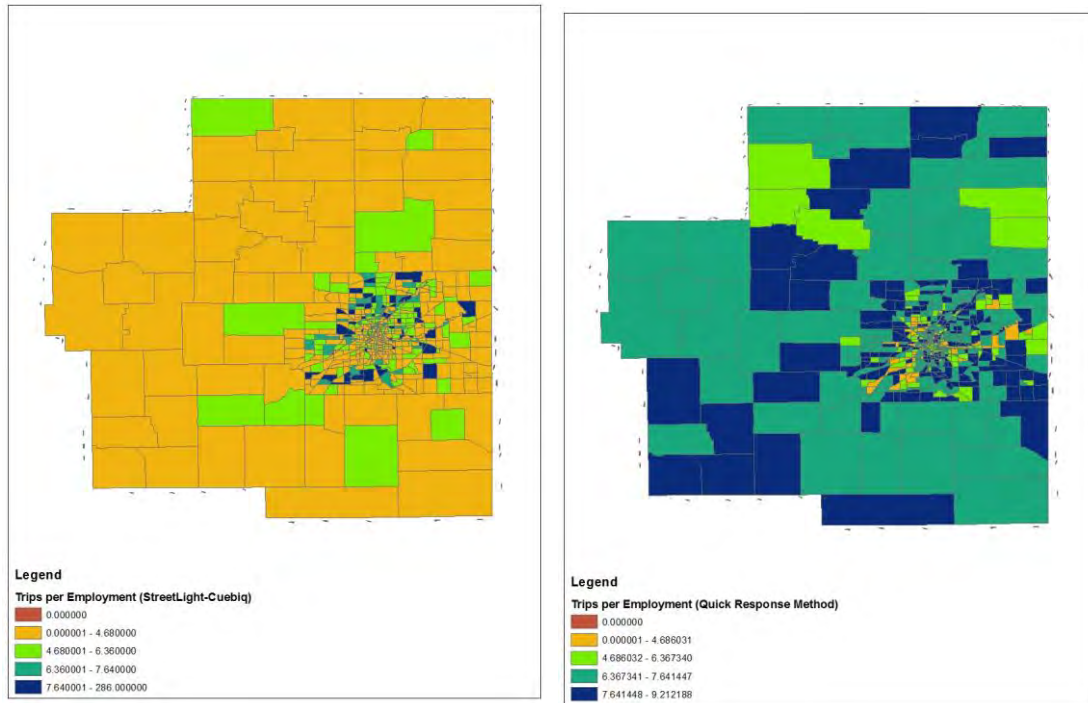 Legend
Trips per Employment (StreetLight-Cuebiq)
0.000000
0.000001 - 4.680000
4.680001 - 6.360000
6.360001 - 7.640000
7.640001 - 286.000000
Legend
Trips per Employment (Quick Response Method)
0.000000
0.000001 - 4.686031
4.686032 - 6.367340
6.367341 - 7.641447
7.641448 - 9.212188